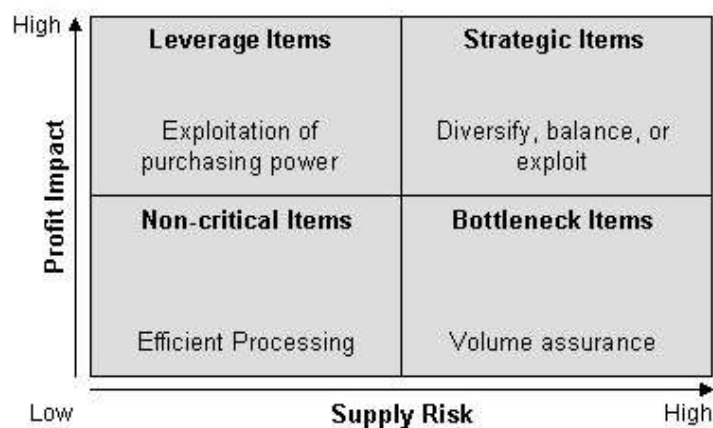 High
Leverage Items
Strategic Items
Exploitation of
purchasing power
Diversify, balance, or
exploit
Profit Impact
Non-critical Items
Bottleneck Items
Efficient Processing
Volume assurance
Low
Supply Risk
High